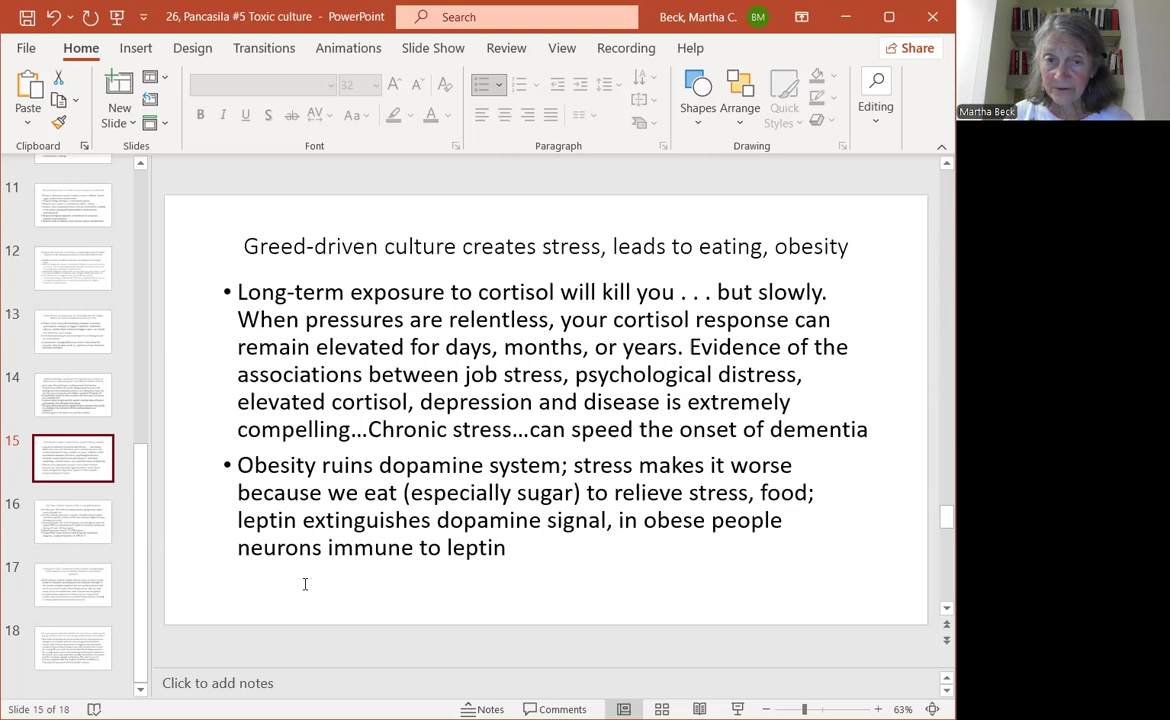 26, Pancasila #5 Toxic culture - PowerPoint
Search
Beck, Martha C.
BM
File
Home
Insert
Design
Transitions
Animations
Slide Show
Review
View
Recording
Help
Share
Paste
New
Slide
32
Shapes
Arrange
Quick
Styles
Editing
Clipboard
Slides
Font
Paragraph
Drawing
Martha Beck
11
12
13
14
15
16
17
18
Greed-driven culture creates stress, leads to eating, obesity
• Long-term exposure to cortisol will kill you . . . but slowly.
When pressures are relentless, your cortisol response can
remain elevated for days, months, or years. Evidence of the
associations between job stress, psychological distress,
elevated cortisol, depression and disease is extremely
compelling...Chronic stress...can speed the onset of dementia
• Obesity ruins dopamine system; stress makes it worse
because we eat (especially sugar) to relieve stress, food;
leptin extinguishes dopamine signal, in obese people
neurons immune to leptin
Click to add notes
Slide 15 of 18
Notes
Comments
63%